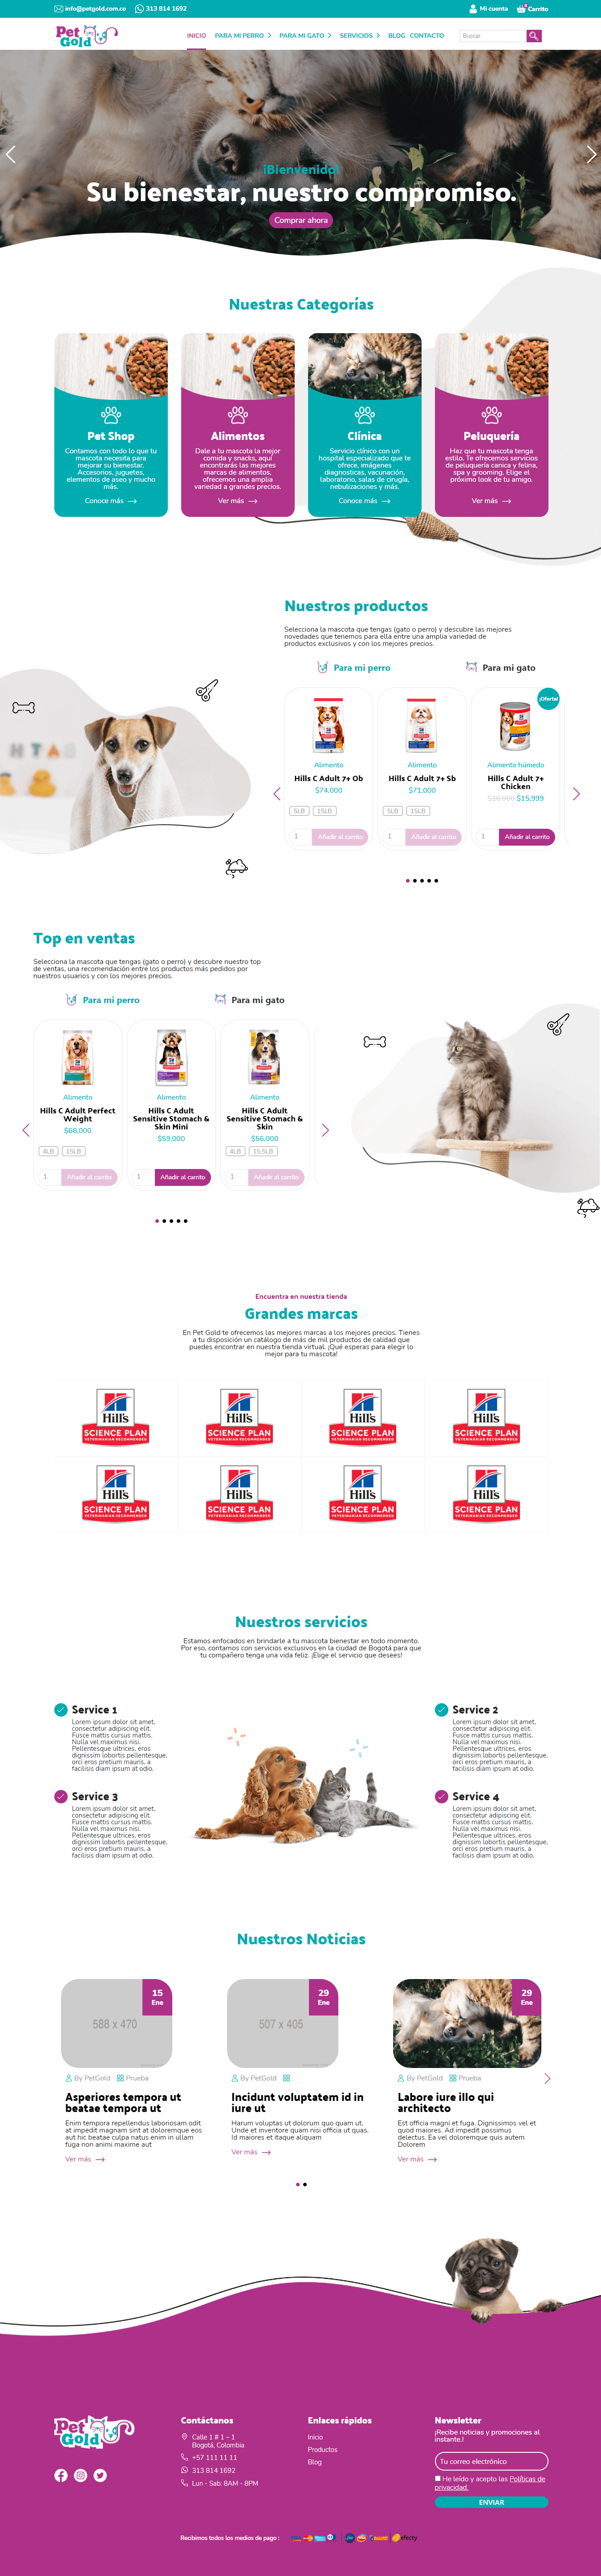 info@petgold.com.co 313 814 1692 Mi cuenta Carrito
Pet Gold
INICIO PARA MI PERRO PARA MI GATO SERVICIOS BLOG CONTACTO Buscar
¡Bienvenido!
Su bienestar, nuestro compromiso.
Comprar ahora
Nuestras Categorías
Pet Shop
Contamos con todo lo que tu
mascota necesita para
mejorar su bienestar.
Accesorios, juguetes,
elementos de aseo y mucho
más.
Conoce más
Alimentos
Dale a tu mascota la mejor
comida y snacks, aquí
encontrarás las mejores
marcas de alimentos,
ofrecemos una amplia
variedad a grandes precios.
Ver más
Clínica
Servicio clínico con un
hospital especializado que te
ofrece, imágenes
diagnosticas, vacunación,
laboratorio, salas de cirugía,
nebulizaciones y más.
Conoce más
Peluquería
Haz que tu mascota tenga
estilo. Te ofrecemos servicios
de peluquería canica y felina,
spa y grooming. Elige el
próximo look de tu amigo.
Ver más
Nuestros productos
Selecciona la mascota que tengas (gato o perro) y descubre las mejores
novedades que tenemos para ella entre una amplia variedad de
productos exclusivos y con los mejores precios.
Para mi perro Para mi gato
Alimento
Hills C Adult 7+ Ob
$74,000
5LB 15LB
1 Añadir al carrito
Alimento
Hills C Adult 7+ Sb
$71,000
5LB 15LB
1 Añadir al carrito
¡Oferta!
Alimento húmedo
Hills C Adult 7+
Chicken
$16,000 $15,999
1 Añadir al carrito
Top en ventas
Selecciona la mascota que tengas (gato o perro) y descubre nuestro top
de ventas, una recomendación entre los productos más pedidos por
nuestros usuarios y con los mejores precios.
Para mi perro Para mi gato
Alimento
Hills C Adult Perfect
Weight
$68,000
4LB 15LB
1 Añadir al carrito
Alimento
Hills C Adult
Sensitive Stomach &
Skin Mini
$59,000
1 Añadir al carrito
Alimento
Hills C Adult
Sensitive Stomach &
Skin
$56,000
4LB 15,5LB
1 Añadir al carrito
Encuentra en nuestra tienda
Grandes marcas
En Pet Gold te ofrecemos las mejores marcas a los mejores precios. Tienes
a tu disposición un catálogo de más de mil productos de calidad que
puedes encontrar en nuestra tienda virtual. ¡Qué esperas para elegir lo
mejor para tu mascota!
Hill's Hill's Hill's Hill's
SCIENCE PLAN SCIENCE PLAN SCIENCE PLAN SCIENCE PLAN
VETERINARIAN RECOMMENDED VETERINARIAN RECOMMENDED VETERINARIAN RECOMMENDED VETERINARIAN RECOMMENDED
Hill's Hill's Hill's Hill's
SCIENCE PLAN SCIENCE PLAN SCIENCE PLAN SCIENCE PLAN
VETERINARIAN RECOMMENDED VETERINARIAN RECOMMENDED VETERINARIAN RECOMMENDED VETERINARIAN RECOMMENDED
Nuestros servicios
Estamos enfocados en brindarle a tu mascota bienestar en todo momento.
Por eso, contamos con servicios exclusivos en la ciudad de Bogotá para que
tu compañero tenga una vida feliz. ¡Elige el servicio que desees!
Service 1
Lorem ipsum dolor sit amet,
consectetur adipiscing elit.
Fusce mattis cursus mattis.
Nulla vel maximus nisi.
Pellentesque ultrices, eros
dignissim lobortis pellentesque,
orci eros pretium mauris, a
facilisis diam ipsum at odio.
Service 2
Lorem ipsum dolor sit amet,
consectetur adipiscing elit.
Fusce mattis cursus mattis.
Nulla vel maximus nisi.
Pellentesque ultrices, eros
dignissim lobortis pellentesque,
orci eros pretium mauris, a
facilisis diam ipsum at odio.
Service 3
Lorem ipsum dolor sit amet,
consectetur adipiscing elit.
Fusce mattis cursus mattis.
Nulla vel maximus nisi.
Pellentesque ultrices, eros
dignissim lobortis pellentesque,
orci eros pretium mauris, a
facilisis diam ipsum at odio.
Service 4
Lorem ipsum dolor sit amet,
consectetur adipiscing elit.
Fusce mattis cursus mattis.
Nulla vel maximus nisi.
Pellentesque ultrices, eros
dignissim lobortis pellentesque,
orci eros pretium mauris, a
facilisis diam ipsum at odio.
Nuestros Noticias
15
Ene
588 x 470
By PetGold Prueba
Asperiores tempora ut
beatae tempora ut
Enim tempora repellendus laboriosam odit
at impedit magnam sint at doloremque eos
aut hic beatae culpa natus enim in ullam
fuga non animi maxime aut
Ver más
29
Ene
507 x 405
By PetGold
Incidunt voluptatem id in
iure ut
Harum voluptas ut dolorum quo quam ut.
Unde et inventore quam nisi officia ut quas.
Id maiores et itaque aliquam
Ver más
29
Ene
By PetGold Prueba
Labore iure illo qui
architecto
Est officia magni et fuga. Dignissimos vel et
quod maiores. Ad impedit possimus
delectus. Ea vel doloremque quis autem
Dolorem
Ver más
Pet Gold
Contáctanos
Calle 1 # 1 – 1
Bogotá, Colombia
+57 111 11 11
313 814 1692
Lun - Sab: 8AM - 8PM
Enlaces rápidos
Inicio
Productos
Blog
Newsletter
¡Recibe noticias y promociones al
instante.!
Tu correo electrónico
He leído y acepto las Políticas de
privacidad.
ENVIAR
Recibimos todos los medios de pago :
efecty